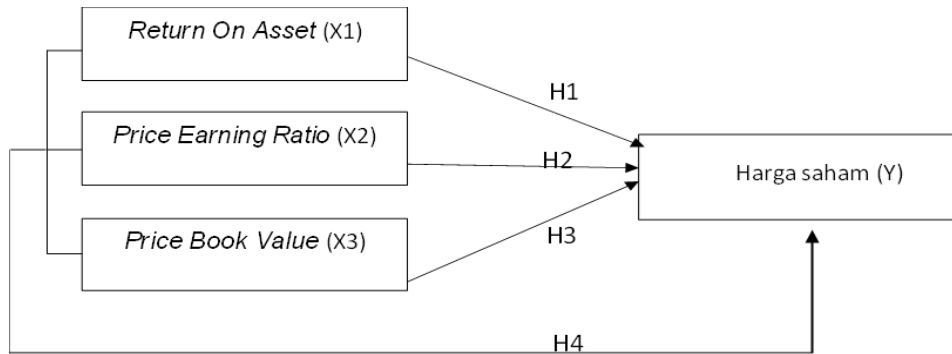 Return On Asset (X1)
H1
Price Earning Ratio (X2)
H2
Harga saham (Y)
Price Book Value (X3)
H3
H4